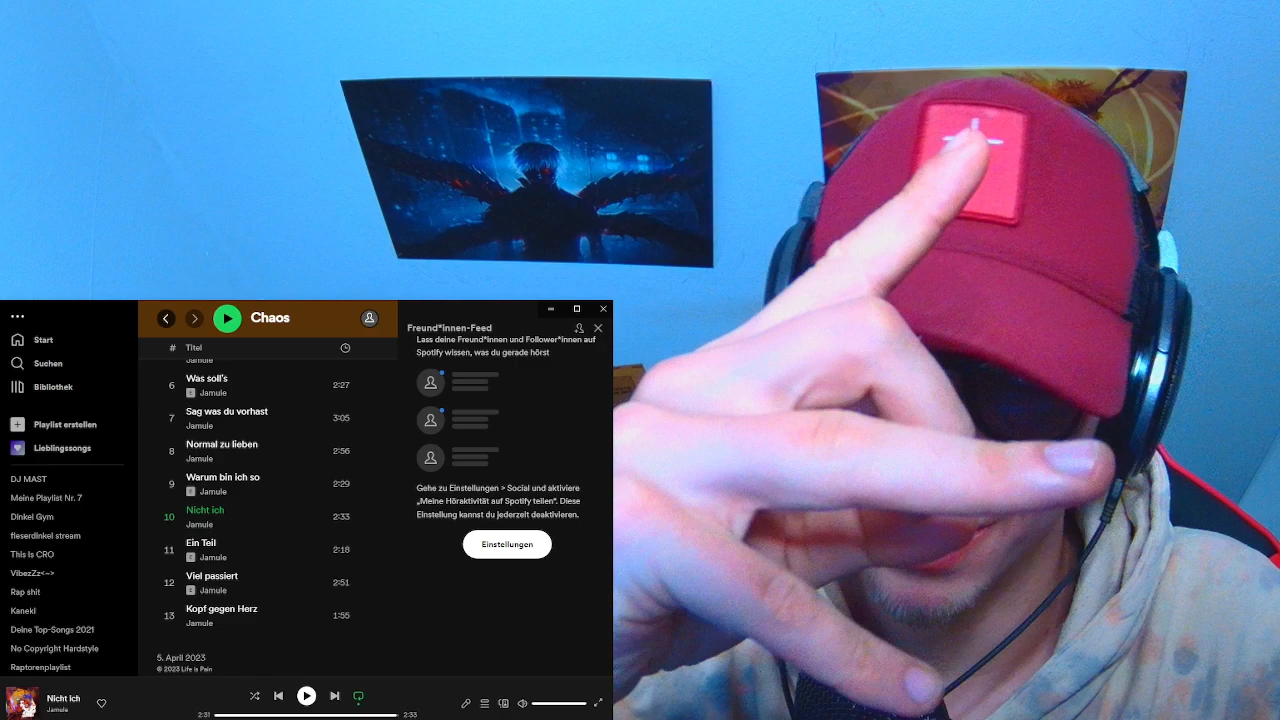 Start
Suchen
Bibliothek
Playlist erstellen
Lieblingssongs
DJ MAST
Meine Playlist Nr. 7
Dinkel Gym
fieserdinkel stream
This Is CRO
VibezZz<~>
Rap shit
Kaneki
Deine Top-Songs 2021
No Copyright Hardstyle
Raptorenplaylist
Chaos
# Titel
Jamule
6 Was soll's 2:27
E Jamule
7 Sag was du vorhast 3:05
Jamule
8 Normal zu lieben 2:56
Jamule
9 Warum bin ich so 2:29
E Jamule
10 Nicht ich 2:33
Jamule
11 Ein Teil 2:18
E Jamule
12 Viel passiert 2:51
E Jamule
13 Kopf gegen Herz 1:55
Jamule
5. April 2023
© 2023 Life is Pain
Freund*innen-Feed
Lass deine Freund*innen und Follower*innen auf
Spotify wissen, was du gerade hörst
Gehe zu Einstellungen > Social und aktiviere
„Meine Höraktivität auf Spotify teilen“. Diese
Einstellung kannst du jederzeit deaktivieren.
Einstellungen
Nicht ich
Jamule
2:31 2:33